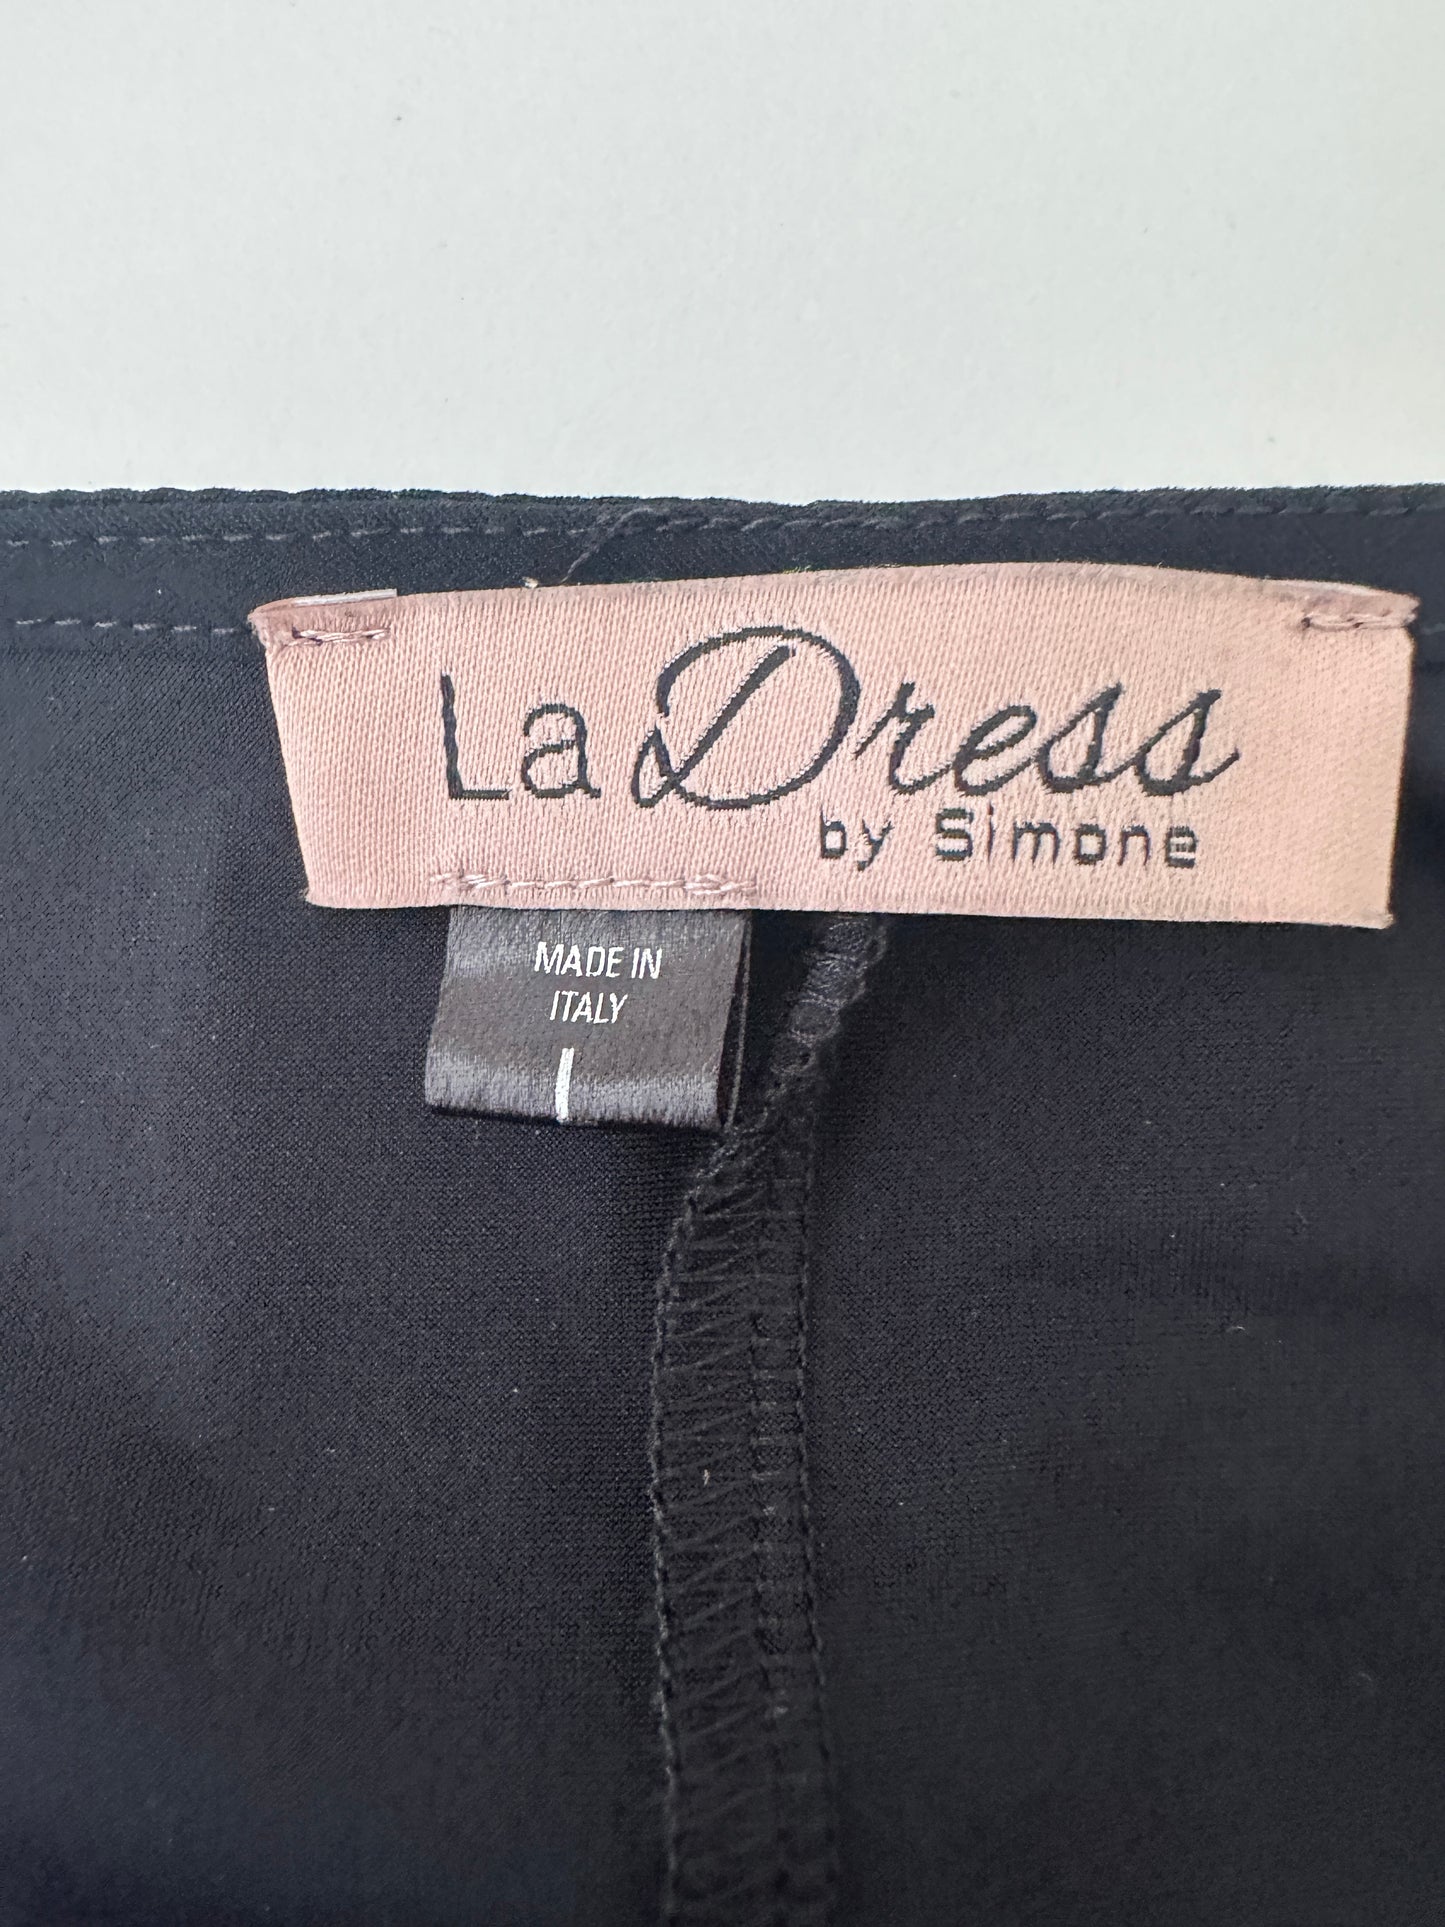 La Dress
by Simone
MADE IN
ITALY
I